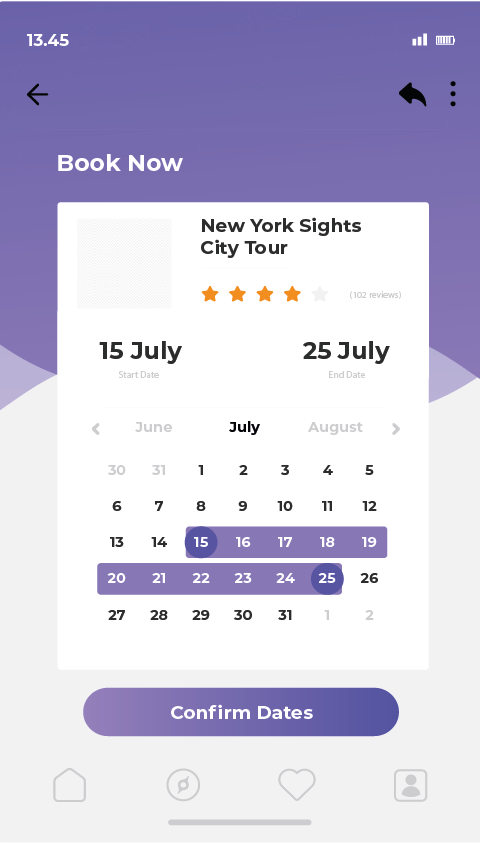 13.45
Book Now
New York Sights
City Tour
(102 reviews)
15 July
25 July
Start Date
End Date
June July August
30 31 1 2 3 4 5
6 7 8 9 10 11 12
13 14 15 16 17 18 19
20 21 22 23 24 25 26
27 28 29 30 31 1 2
Confirm Dates